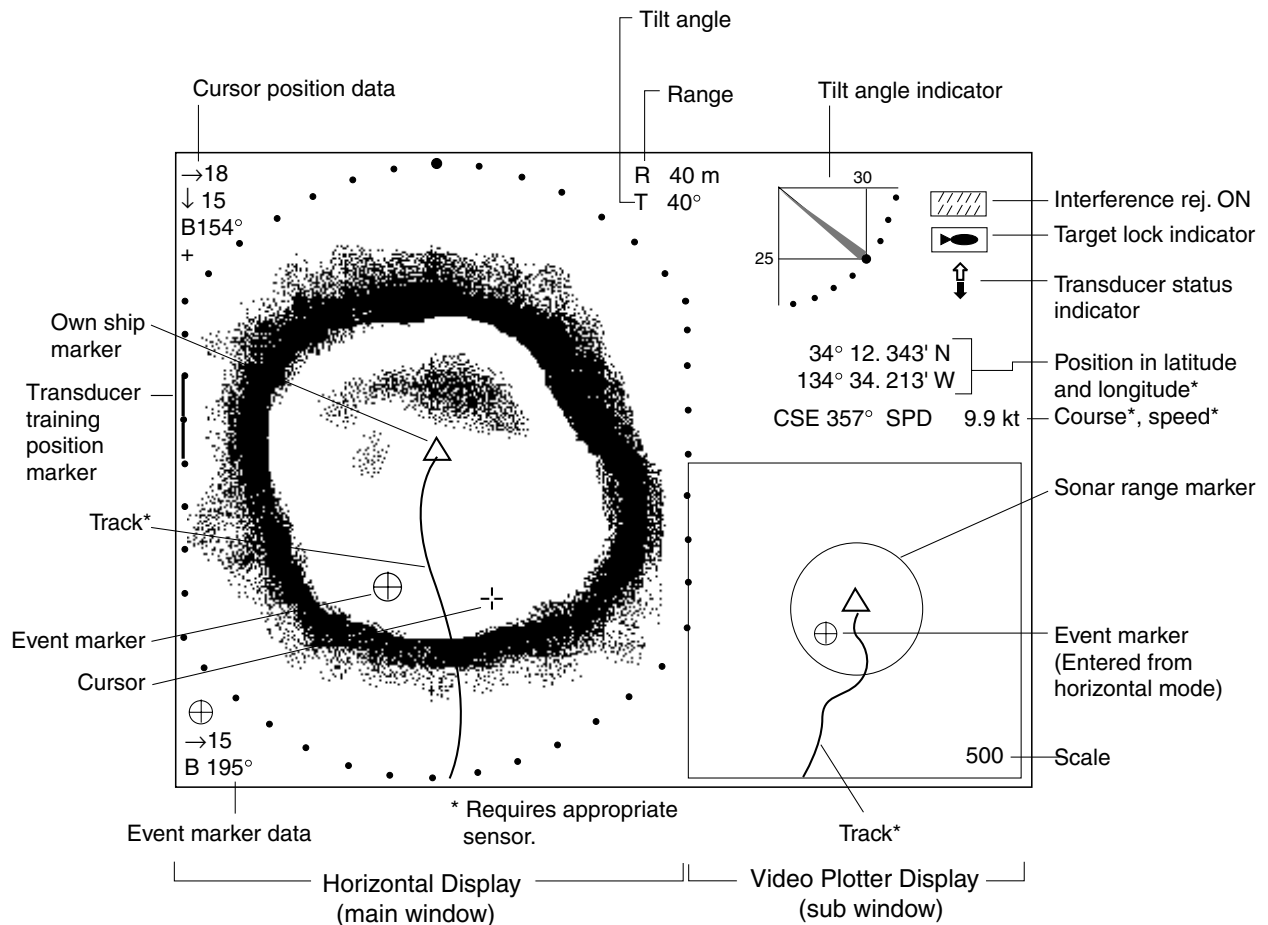 Tilt angle
Cursor position data
Range
Tilt angle indicator
→18
↓ 15
B154°
+
R 40 m
T 40°
30
25
Interference rej. ON
Target lock indicator
Transducer status
indicator
Own ship
marker
Transducer
training
position
marker
34° 12. 343' N
134° 34. 213' W
Position in latitude
and longitude*
CSE 357° SPD 9.9 kt
Course*, speed*
Sonar range marker
Track*
Event marker
Cursor
Event marker
(Entered from
horizontal mode)
→15
B 195°
500
Scale
Event marker data
* Requires appropriate
sensor.
Track*
Horizontal Display
(main window)
Video Plotter Display
(sub window)